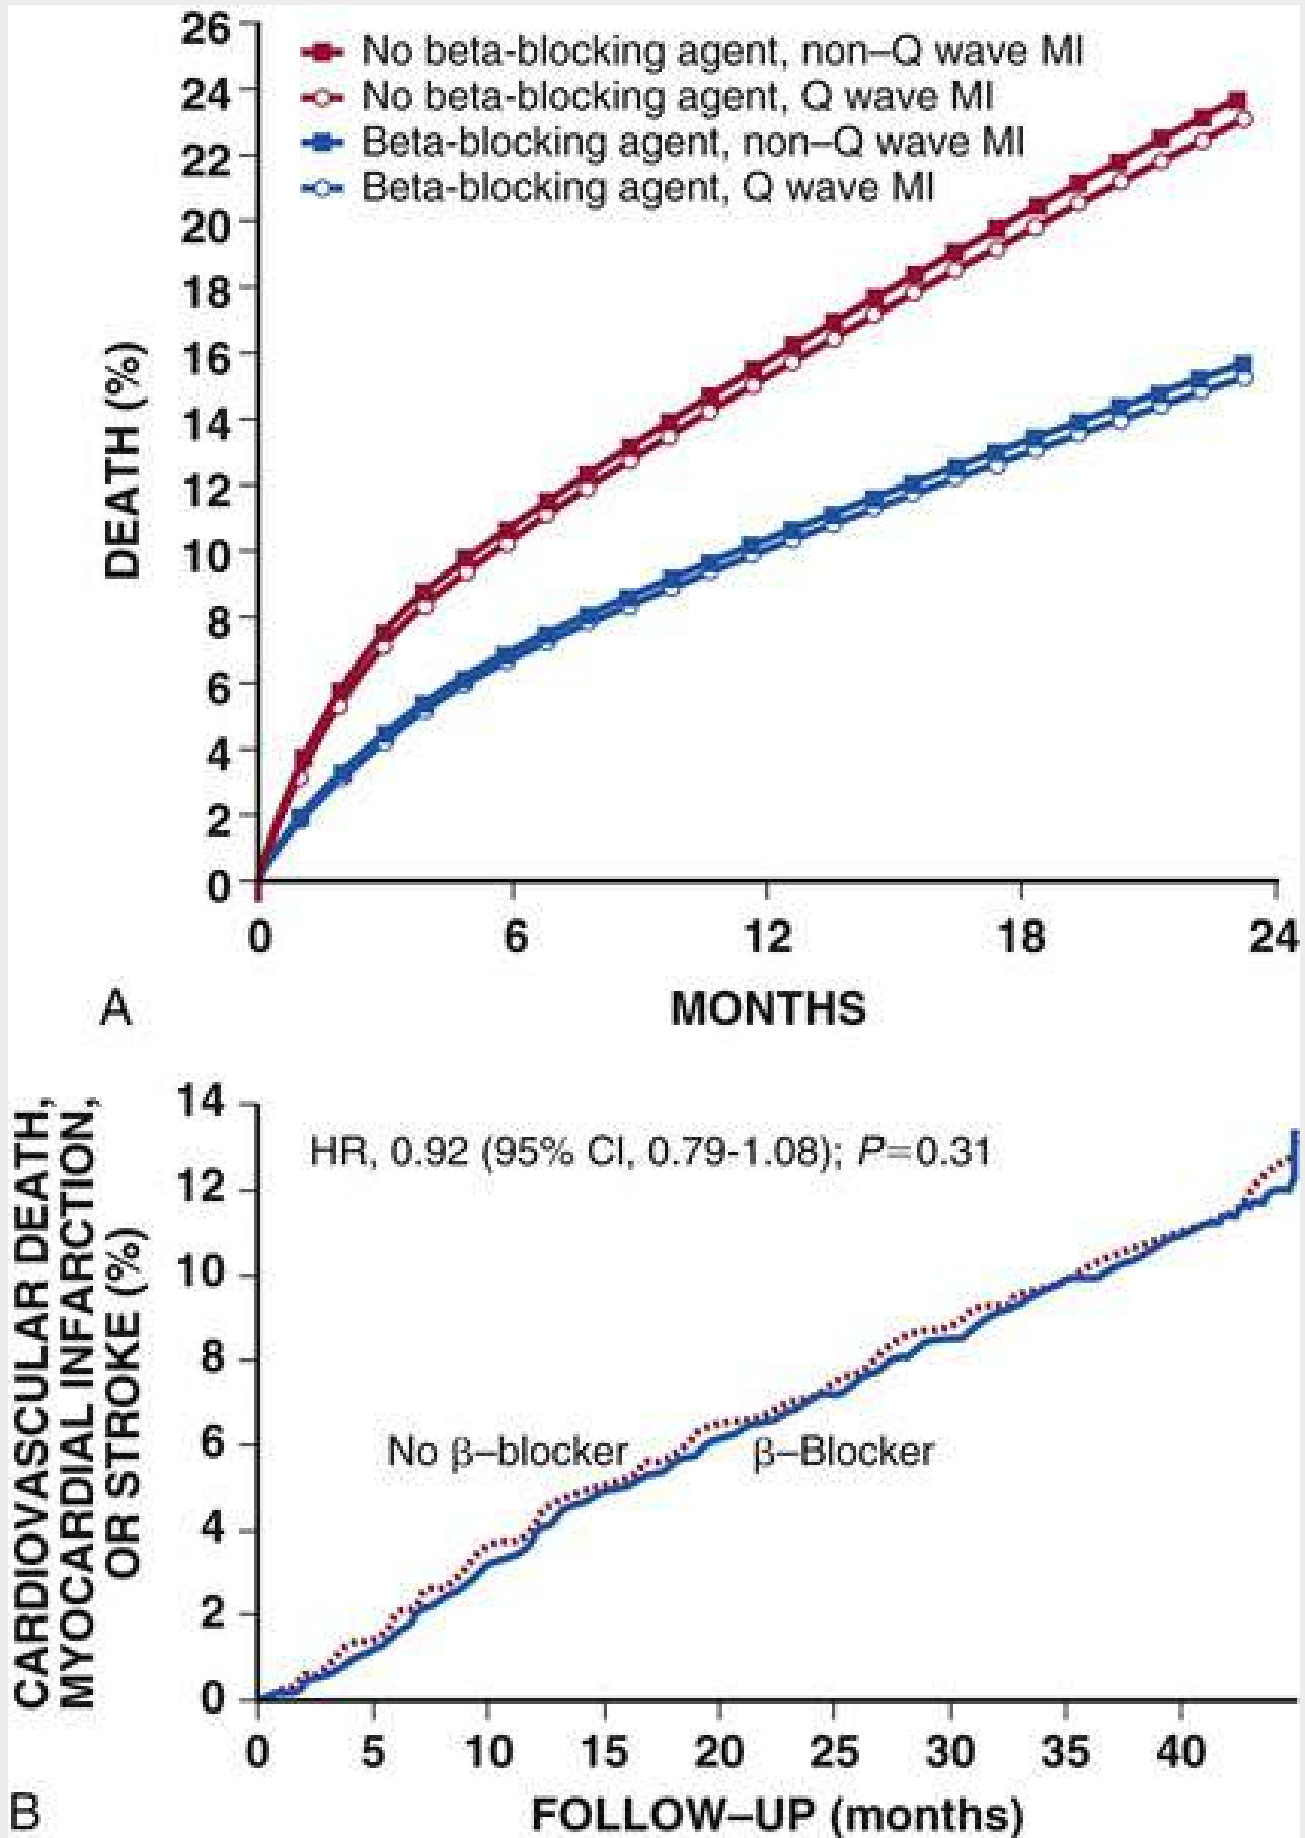 26
24
22
20
18
16
14
12
10
8
6
4
2
0
DEATH (%)
No beta-blocking agent, non–Q wave MI
No beta-blocking agent, Q wave MI
Beta-blocking agent, non–Q wave MI
Beta-blocking agent, Q wave MI
0 6 12 18 24
MONTHS
A
CARDIOVASCULAR DEATH,
MYOCARDIAL INFARCTION,
OR STROKE (%)
14
12
10
8
6
4
2
0
HR, 0.92 (95% CI, 0.79-1.08); P=0.31
No β–blocker β–Blocker
0 5 10 15 20 25 30 35 40
FOLLOW–UP (months)
B